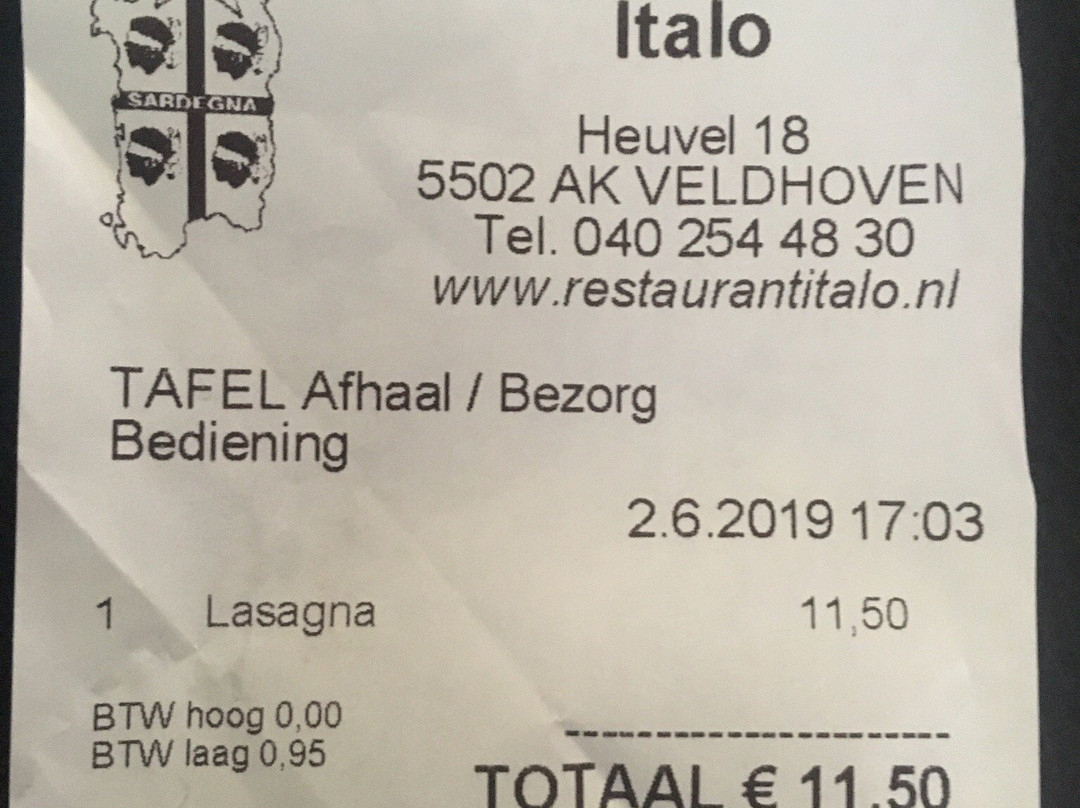 SARDEGNA
Italo
Heuvel 18
5502 AK VELDHOVEN
Tel. 040 254 48 30
www.restaurantitalo.nl
TAFEL Afhaal / Bezorg
Bediening
2.6.2019 17:03
1 Lasagna 11,50
BTW hoog 0,00
BTW laag 0,95
----------------------
TOTAAL € 11,50